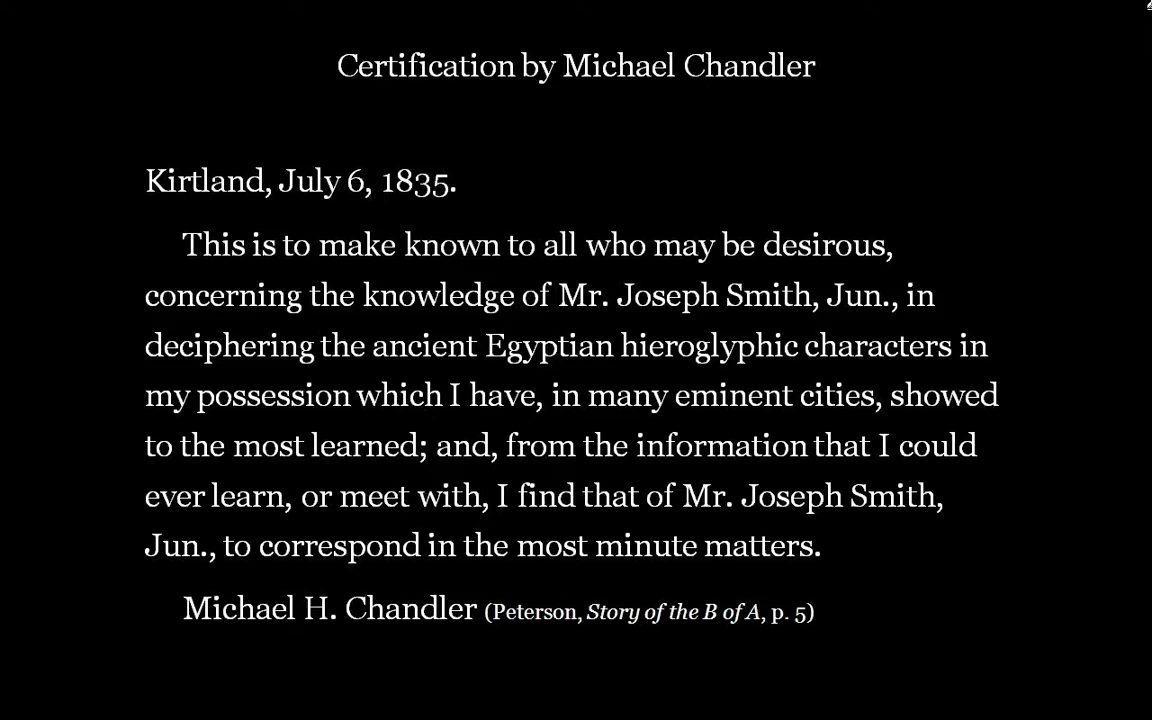 Certification by Michael Chandler
Kirtland, July 6, 1835.
This is to make known to all who may be desirous,
concerning the knowledge of Mr. Joseph Smith, Jun., in
deciphering the ancient Egyptian hieroglyphic characters in
my possession which I have, in many eminent cities, showed
to the most learned; and, from the information that I could
ever learn, or meet with, I find that of Mr. Joseph Smith,
Jun., to correspond in the most minute matters.
Michael H. Chandler (Peterson, Story of the B of A, p. 5)